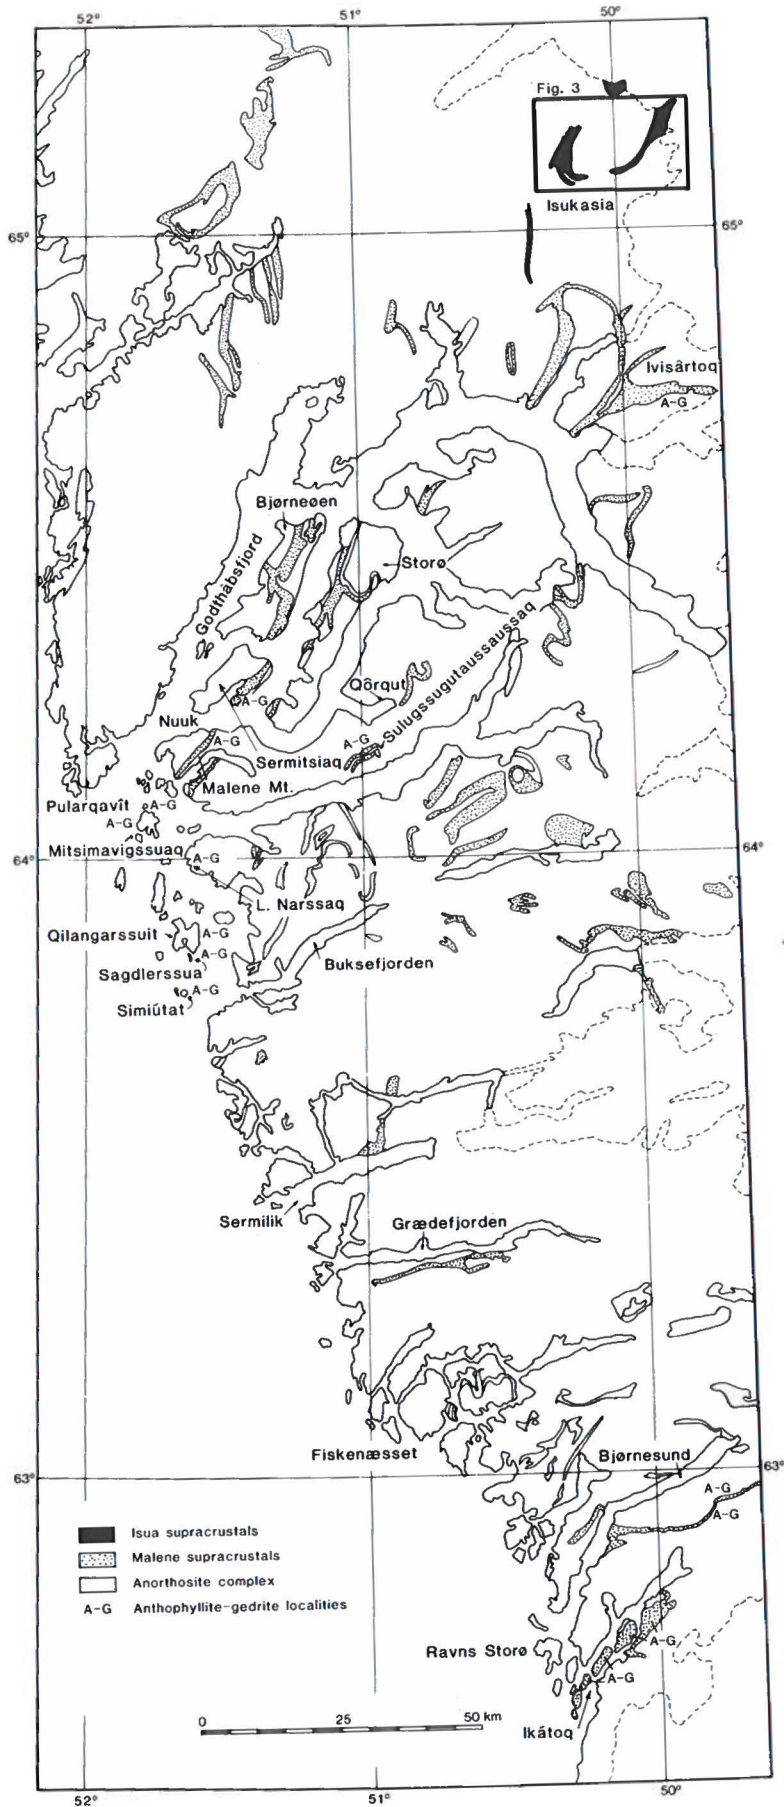 52°
51°
50°
Fig. 3
Isukasia
65°
65°
Ivisârtoq
A-G
Bjørneøen
Godthåbsfjord
Storø
Sulugssugutaussaussaq
Qôrqut
A-G
Nuuk
A-G
A-G
Sermitsiaq
Malene Mt.
Pularqavît
A-G
A-G
Mitsimavigssuaq
64°
A-G
64°
L. Narssaq
Qilangarssuit
A-G
A-G
Buksefjorden
Sagdlerssua
A-G
Simiútat
Sermilik
Grædefjorden
Fiskenæsset
Bjørnesund
63°
63°
A-G
A-G
Isua supracrustals
Malene supracrustals
Anorthosite complex
A-G Anthophyllite-gedrite localities
Ravns Storø
A-G
A-G
Ikátoq
0 25 50 km
52°
51°
50°